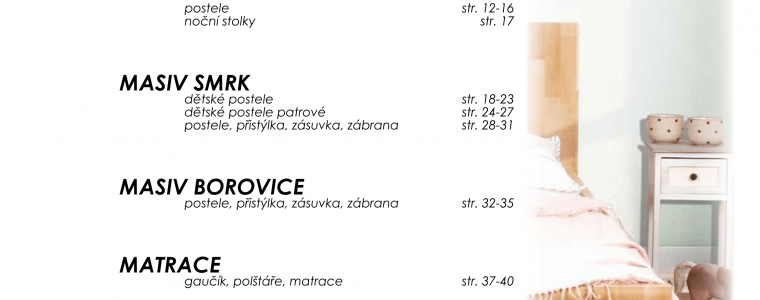 postele str. 12-16
noční stolky str. 17
MASIV SMRK
dětské postele str. 18-23
dětské postele patrové str. 24-27
postele, přistýlka, zásuvka, zábrana str. 28-31
MASIV BOROVICE
postele, přistýlka, zásuvka, zábrana str. 32-35
MATRACE
gaučík, polštáře, matrace str. 37-40